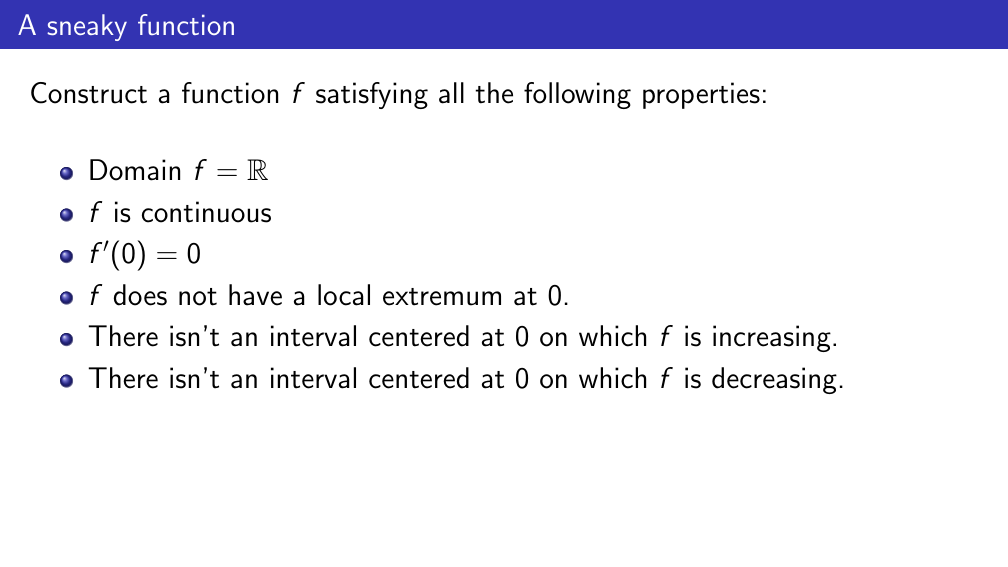 A sneaky function
Construct a function f satisfying all the following properties:
Domain f = ℝ
f is continuous
f′(0) = 0
f does not have a local extremum at 0.
There isn't an interval centered at 0 on which f is increasing.
There isn't an interval centered at 0 on which f is decreasing.